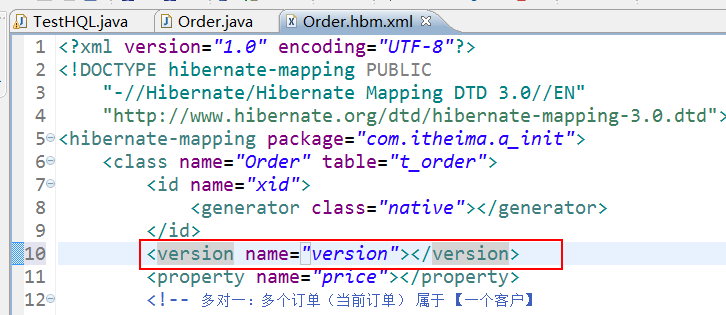 TestHQL.java Order.java Order.hbm.xml
1 <?xml version="1.0" encoding="UTF-8"?>
2 <!DOCTYPE hibernate-mapping PUBLIC
3 "-//Hibernate/Hibernate Mapping DTD 3.0//EN"
4 "http://www.hibernate.org/dtd/hibernate-mapping-3.0.dtd">
5 <hibernate-mapping package="com.itheima.a_init">
6 <class name="Order" table="t_order">
7 <id name="xid">
8 <generator class="native"></generator>
9 </id>
10 <version name="version"></version>
11 <property name="price"></property>
12 <!-- 多对一：多个订单（当前订单） 属于 【一个客户】